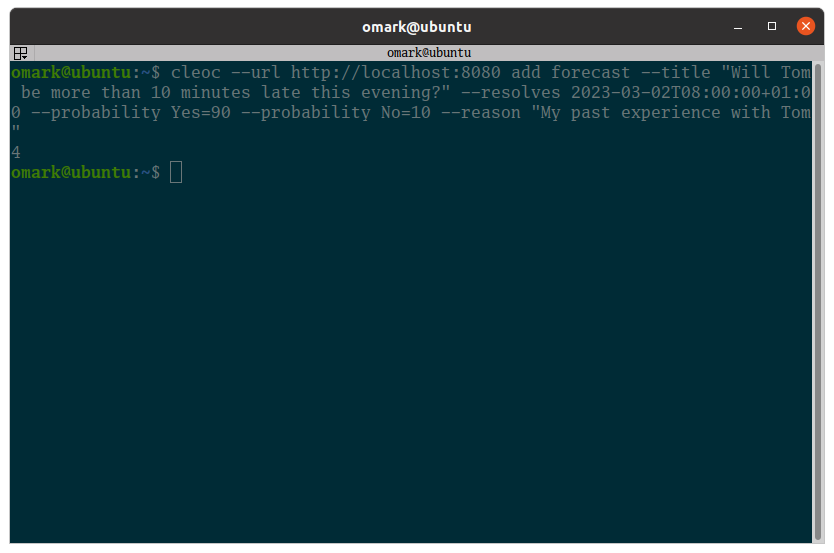 omark@ubuntu
omark@ubuntu
omark@ubuntu:~$ cleoc --url http://localhost:8080 add forecast --title "Will Tom
 be more than 10 minutes late this evening?" --resolves 2023-03-02T08:00:00+01:0
0 --probability Yes=90 --probability No=10 --reason "My past experience with Tom
"
4
omark@ubuntu:~$